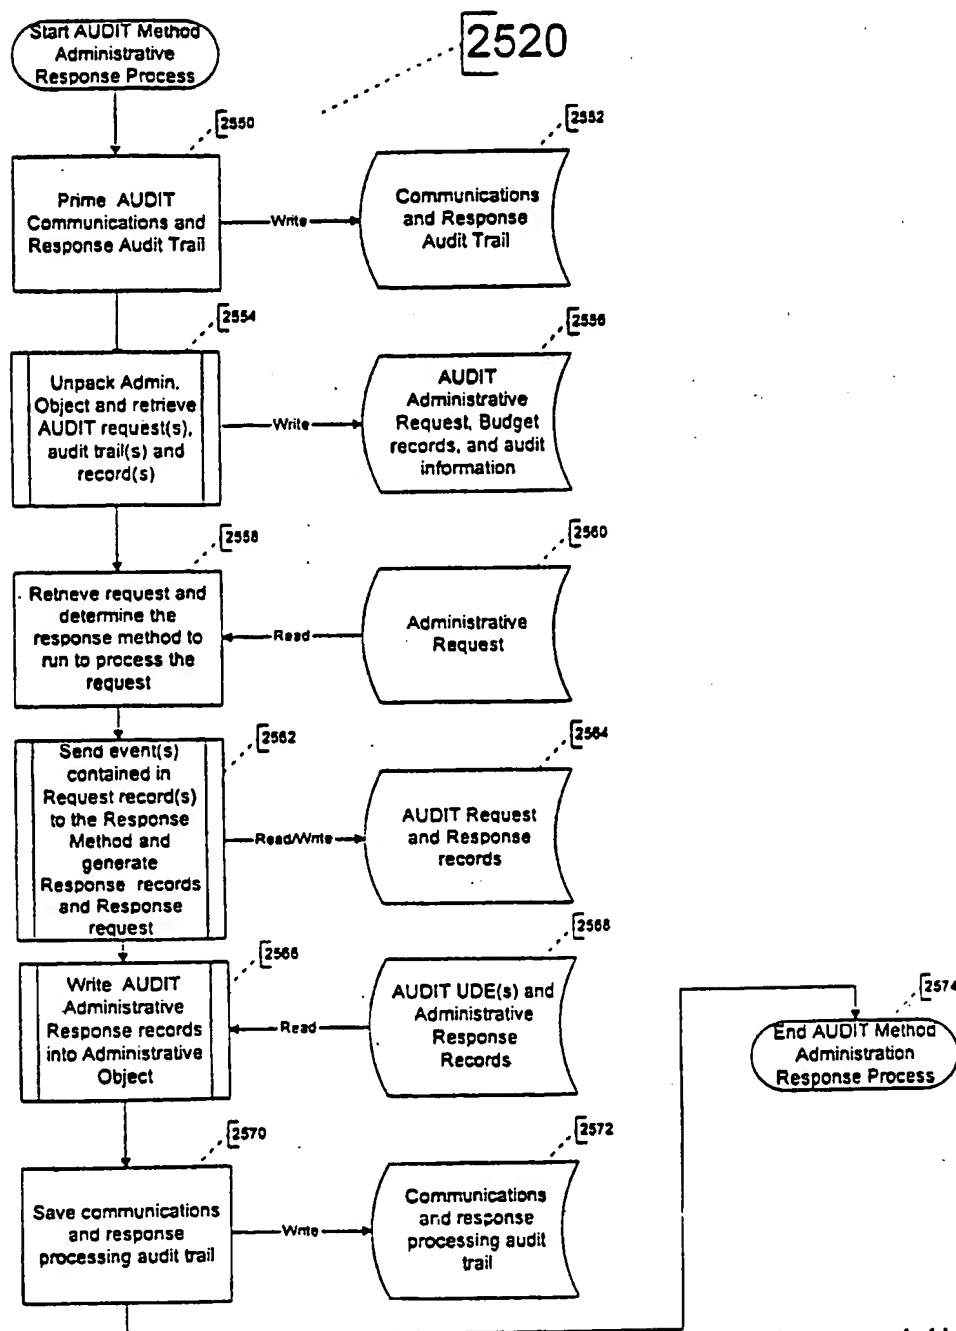 Start AUDIT Method
Administrative
Response Process
2520
2550
Prime AUDIT
Communications and
Response Audit Trail
Write
2552
Communications
and Response
Audit Trail
2554
Unpack Admin.
Object and retrieve
AUDIT request(s),
audit trail(s) and
record(s)
Write
2556
AUDIT
Administrative
Request, Budget
records, and audit
information
2558
Retrieve request and
determine the
response method to
run to process the
request
Read
2560
Administrative
Request
2562
Send event(s)
contained in
Request record(s)
to the Response
Method and
generate
Response records
and Response
request
Read/Write
2564
AUDIT Request
and Response
records
2566
Write AUDIT
Administrative
Response records
into Administrative
Object
Read
2568
AUDIT UDE(s) and
Administrative
Response
Records
2574
End AUDIT Method
Administration
Response Process
2570
Save communications
and response
processing audit trail
Write
2572
Communications
and response
processing audit
trail